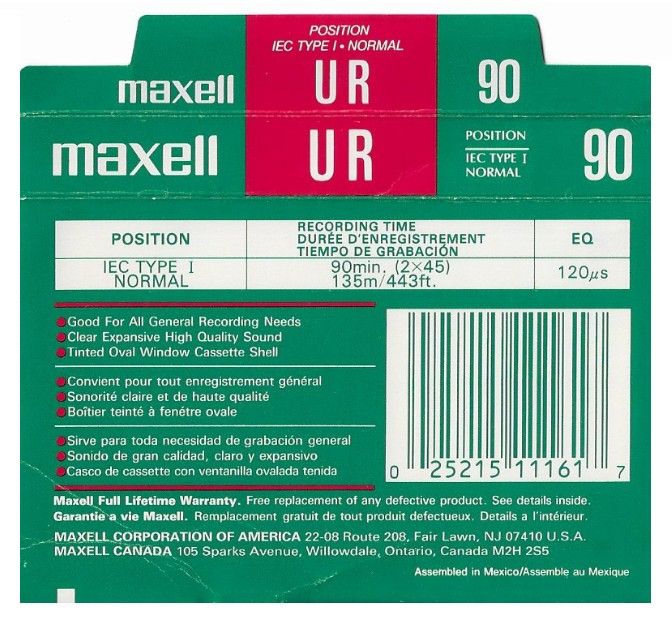 POSITION
IEC TYPE I • NORMAL
maxell UR 90
maxell UR POSITION IEC TYPE I NORMAL 90
POSITION
RECORDING TIME
DURÉE D'ENREGISTREMENT
TIEMPO DE GRABACIÓN
EQ
IEC TYPE I
NORMAL
90min. (2×45)
135m/443ft.
120µs
Good For All General Recording Needs
Clear Expansive High Quality Sound
Tinted Oval Window Cassette Shell
Convient pour tout enregistrement général
Sonorité claire et de haute qualité
Boîtier teinté à fenétre ovale
Sirve para toda necesidad de grabación general
Sonido de gran calidad, claro y expansivo
Casco de cassette con ventanilla ovalada tenida
0 25215 11161 7
Maxell Full Lifetime Warranty. Free replacement of any defective product. See details inside.
Garantie a vie Maxell. Remplacement gratuit de tout produit defectueux. Details a l'intérieur.
MAXELL CORPORATION OF AMERICA 22-08 Route 208, Fair Lawn, NJ 07410 U.S.A.
MAXELL CANADA 105 Sparks Avenue, Willowdale, Ontario, Canada M2H 2S5
Assembled in Mexico/Assemble au Mexique